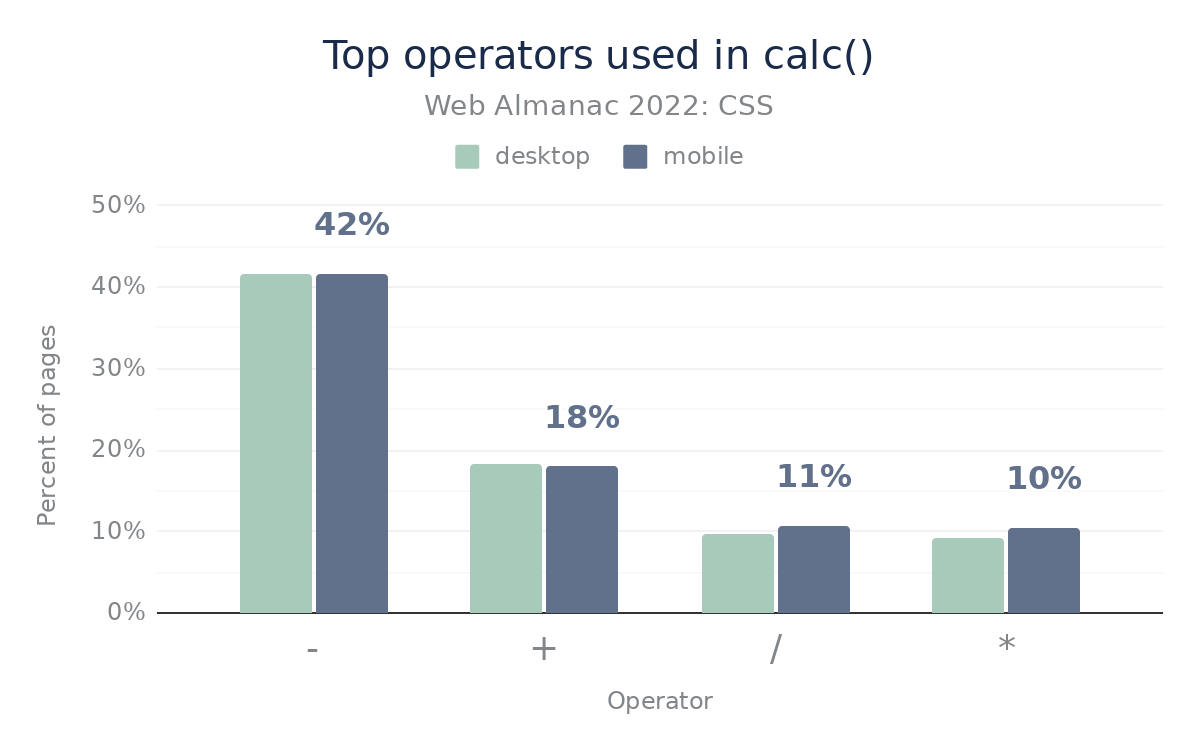 Top operators used in calc()
Web Almanac 2022: CSS
desktop mobile
50%
42%
40%
30%
18%
20%
11%
10%
10%
0%
Percent of pages
- + / *
Operator